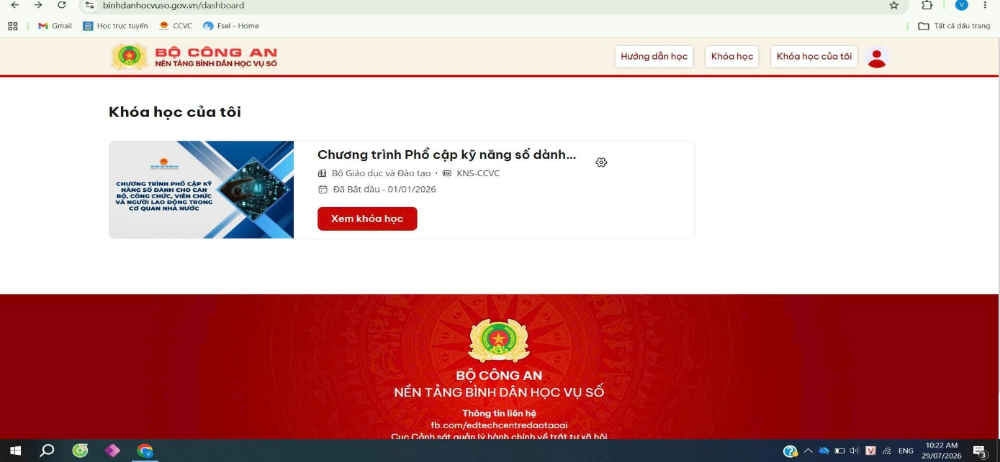 binhdanhocvuso.gov.vn/dashboard
V
Gmail
Học trực tuyến
CCVC
Fsel - Home
Tất cả dấu trang
BỘ CÔNG AN
NỀN TẢNG BÌNH DÂN HỌC VỤ SỐ
Hướng dẫn học
Khóa học
Khóa học của tôi
Khóa học của tôi
BỘ GIÁO DỤC VÀ ĐÀO TẠO
CHƯƠNG TRÌNH PHỔ CẬP KỸ
NĂNG SỐ DÀNH CHO CÁN
BỘ, CÔNG CHỨC, VIÊN CHỨC
VÀ NGƯỜI LAO ĐỘNG TRONG
CƠ QUAN NHÀ NƯỚC
AI
Chương trình Phổ cập kỹ năng số dành...
Bộ Giáo dục và Đào tạo · KNS-CCVC
Đã Bắt đầu - 01/01/2026
Xem khóa học
BỘ CÔNG AN
NỀN TẢNG BÌNH DÂN HỌC VỤ SỐ
Thông tin liên hệ
fb.com/edtechcentredaotaoai
Cục Cảnh sát quản lý hành chính về trật tự xã hội
V
ENG
10:22 AM
29/07/2026
3